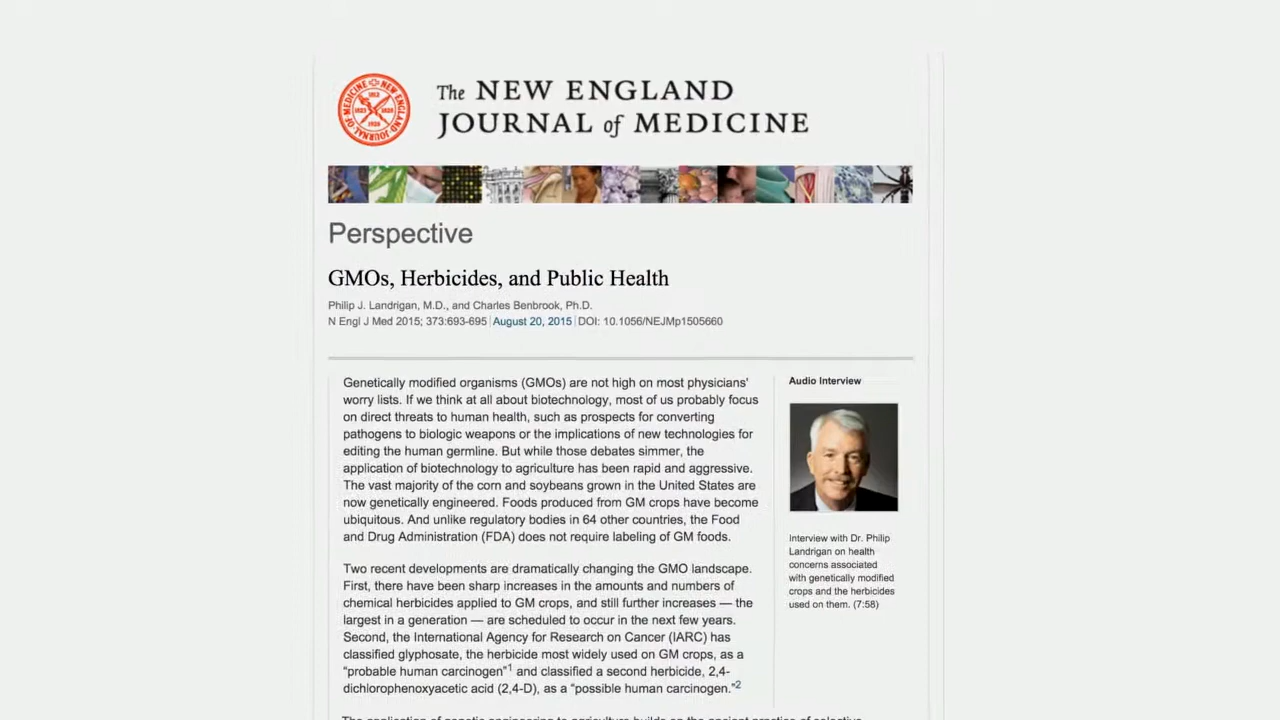 The NEW ENGLAND
JOURNAL of MEDICINE
Perspective
GMOs, Herbicides, and Public Health
Philip J. Landrigan, M.D., and Charles Benbrook, Ph.D.
N Engl J Med 2015; 373:693-695 | August 20, 2015 | DOI: 10.1056/NEJMp1505660
Genetically modified organisms (GMOs) are not high on most physicians'
worry lists. If we think at all about biotechnology, most of us probably focus
on direct threats to human health, such as prospects for converting
pathogens to biologic weapons or the implications of new technologies for
editing the human germline. But while those debates simmer, the
application of biotechnology to agriculture has been rapid and aggressive.
The vast majority of the corn and soybeans grown in the United States are
now genetically engineered. Foods produced from GM crops have become
ubiquitous. And unlike regulatory bodies in 64 other countries, the Food
and Drug Administration (FDA) does not require labeling of GM foods.
Two recent developments are dramatically changing the GMO landscape.
First, there have been sharp increases in the amounts and numbers of
chemical herbicides applied to GM crops, and still further increases — the
largest in a generation — are scheduled to occur in the next few years.
Second, the International Agency for Research on Cancer (IARC) has
classified glyphosate, the herbicide most widely used on GM crops, as a
“probable human carcinogen”1 and classified a second herbicide, 2,4-
dichlorophenoxyacetic acid (2,4-D), as a “possible human carcinogen.”2
Audio Interview
Interview with Dr. Philip
Landrigan on health
concerns associated
with genetically modified
crops and the herbicides
used on them. (7:58)